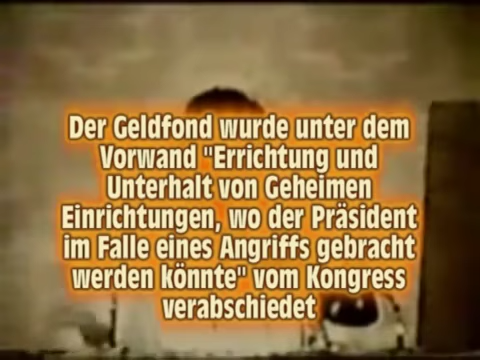 Der Geldfond wurde unter dem
Vorwand "Errichtung und
Unterhalt von Geheimen
Einrichtungen, wo der Präsident
im Falle eines Angriffs gebracht
werden könnte" vom Kongress
verabschiedet